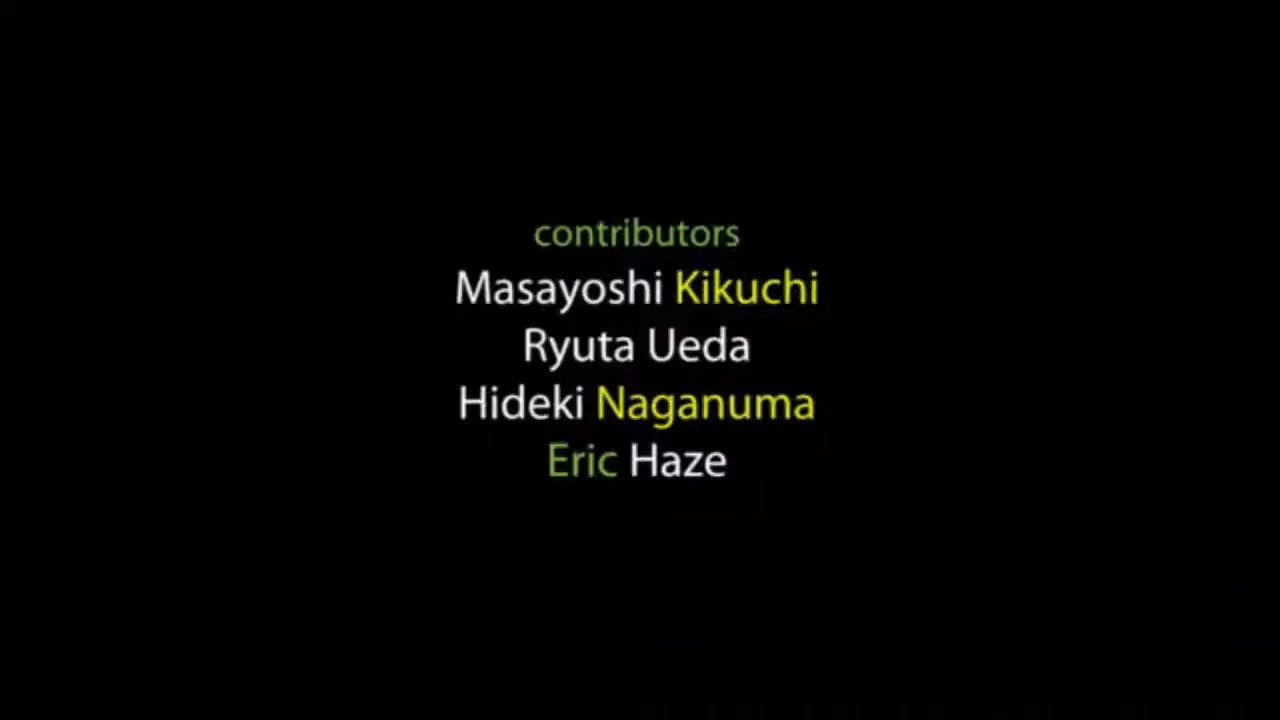 contributors
Masayoshi Kikuchi
Ryuta Ueda
Hideki Naganuma
Eric Haze